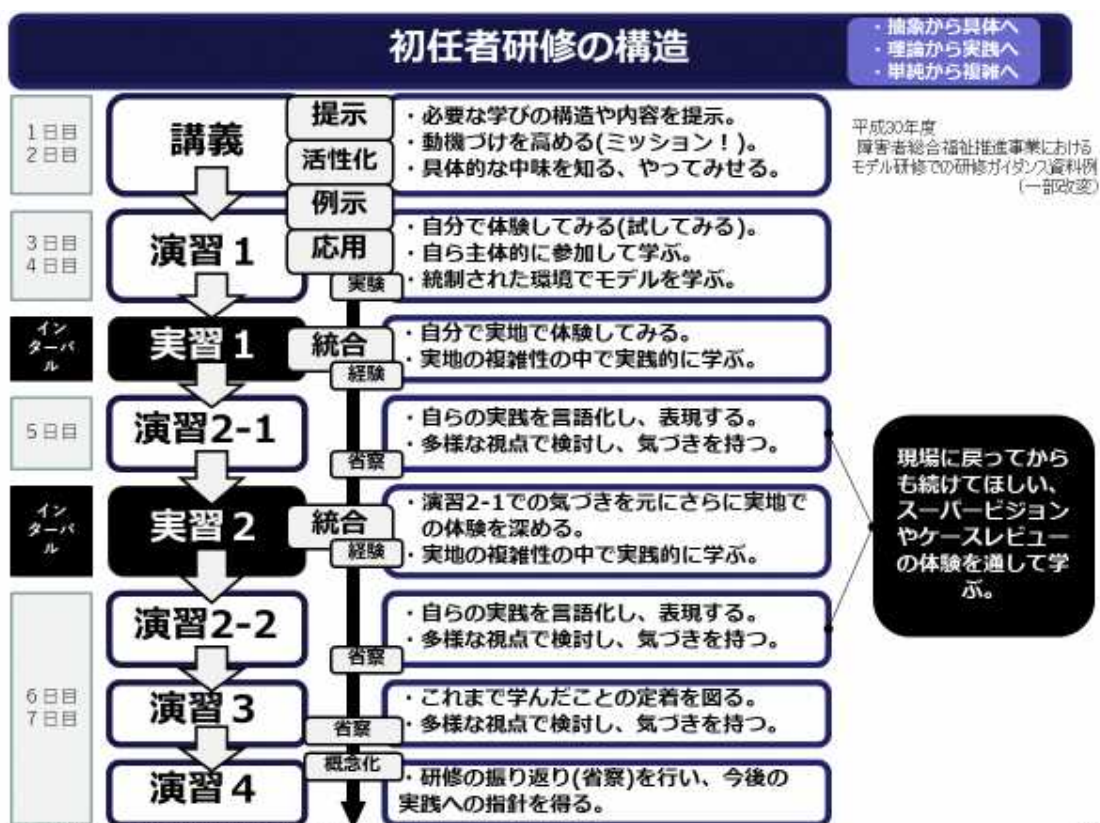 初任者研修の構造
・抽象から具体へ
・理論から実践へ
・単純から複雑へ
平成30年度
障害者総合福祉推進事業における
モデル研修での研修ガイダンス資料例
(一部改変)
1日目
2日目
講義
提示
活性化
例示
・必要な学びの構造や内容を提示。
・動機づけを高める(ミッション！)。
・具体的な中味を知る、やってみせる。
3日目
4日目
演習1
応用
実験
・自分で体験してみる(試してみる)。
・自ら主体的に参加して学ぶ。
・統制された環境でモデルを学ぶ。
イン
ターバ
ル
実習1
統合
経験
・自分で実地で体験してみる。
・実地の複雑性の中で実践的に学ぶ。
5日目
演習2-1
省察
・自らの実践を言語化し、表現する。
・多様な視点で検討し、気づきを持つ。
イン
ターバ
ル
実習2
統合
経験
・演習2-1での気づきを元にさらに実地で
の体験を深める。
・実地の複雑性の中で実践的に学ぶ。
現場に戻ってから
も続けてほしい、
スーパービジョン
やケースレビュー
の体験を通して学
ぶ。
6日目
7日目
演習2-2
省察
・自らの実践を言語化し、表現する。
・多様な視点で検討し、気づきを持つ。
演習3
省察
・これまで学んだことの定着を図る。
・多様な視点で検討し、気づきを持つ。
演習4
概念化
・研修の振り返り(省察)を行い、今後の
実践への指針を得る。